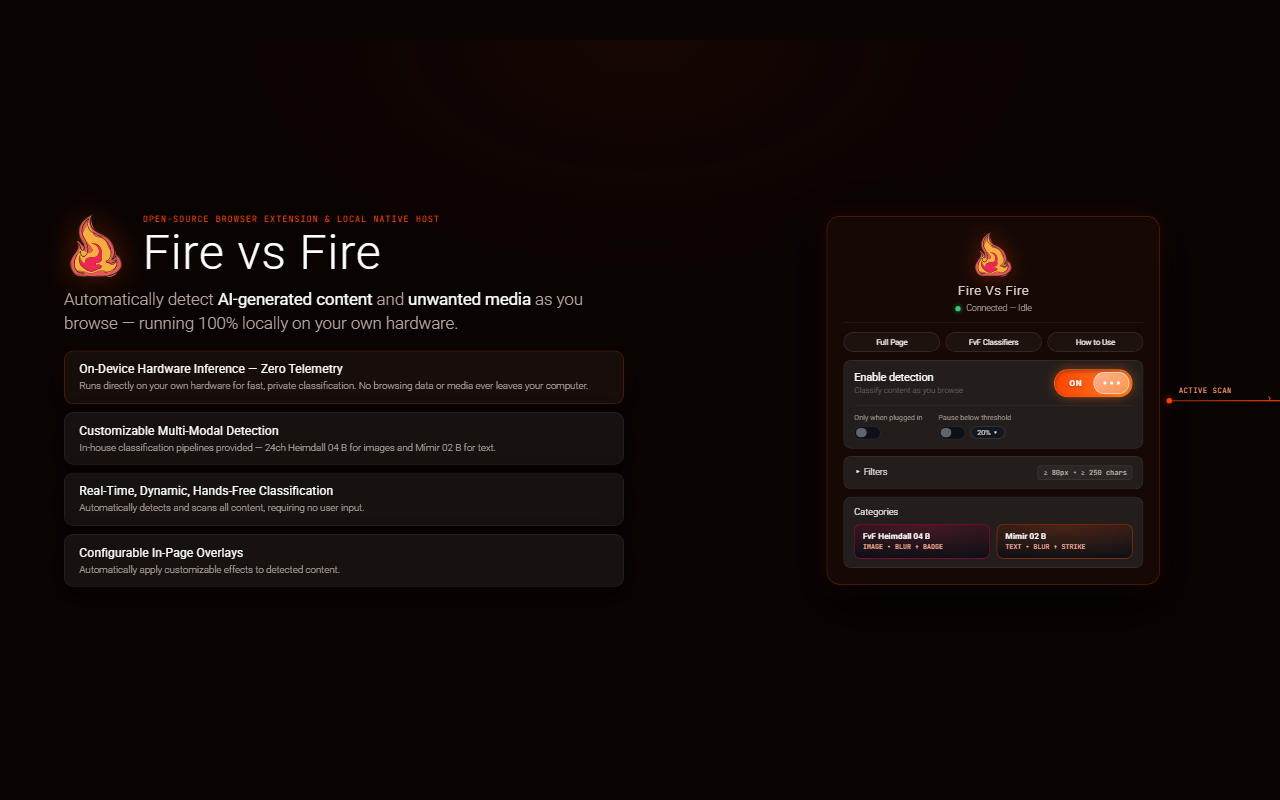 OPEN-SOURCE BROWSER EXTENSION & LOCAL NATIVE HOST
Fire vs Fire
Automatically detect AI-generated content and unwanted media as you
browse — running 100% locally on your own hardware.
On-Device Hardware Inference — Zero Telemetry
Runs directly on your own hardware for fast, private classification. No browsing data or media ever leaves your computer.
Customizable Multi-Modal Detection
In-house classification pipelines provided — 24ch Heimdall 04 B for images and Mímir 02 B for text.
Real-Time, Dynamic, Hands-Free Classification
Automatically detects and scans all content, requiring no user input.
Configurable In-Page Overlays
Automatically apply customizable effects to detected content.
Fire Vs Fire
Connected — Idle
Full Page
FvF Classifiers
How to Use
Enable detection
Classify content as you browse
ON
Only when plugged in
Pause below threshold
20% ▾
▸ Filters
≥ 80px • ≥ 250 chars
Categories
FvF Heimdall 04 B
IMAGE • BLUR + BADGE
Mímir 02 B
TEXT • BLUR + STRIKE
ACTIVE SCAN